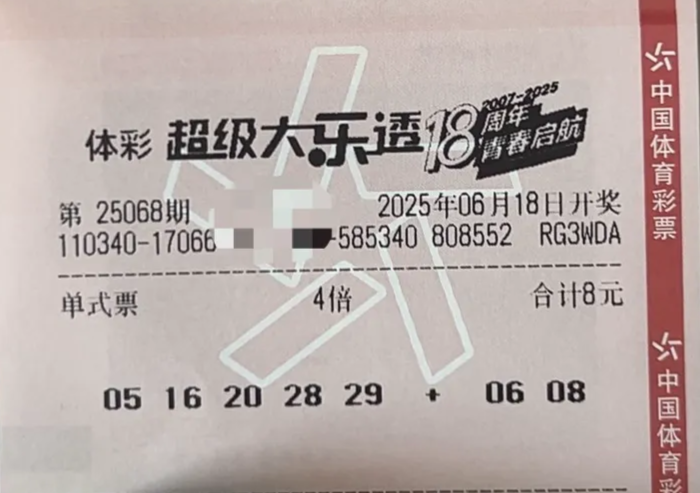 体彩 超级大乐透 18周年 2007-2025
青春启航
第 25068期 2025年06月18日开奖
110340-17066 -585340 808552 RG3WDA
单式票 4倍 合计8元
05 16 20 28 29 + 06 08
中国体育彩票
中国体育彩